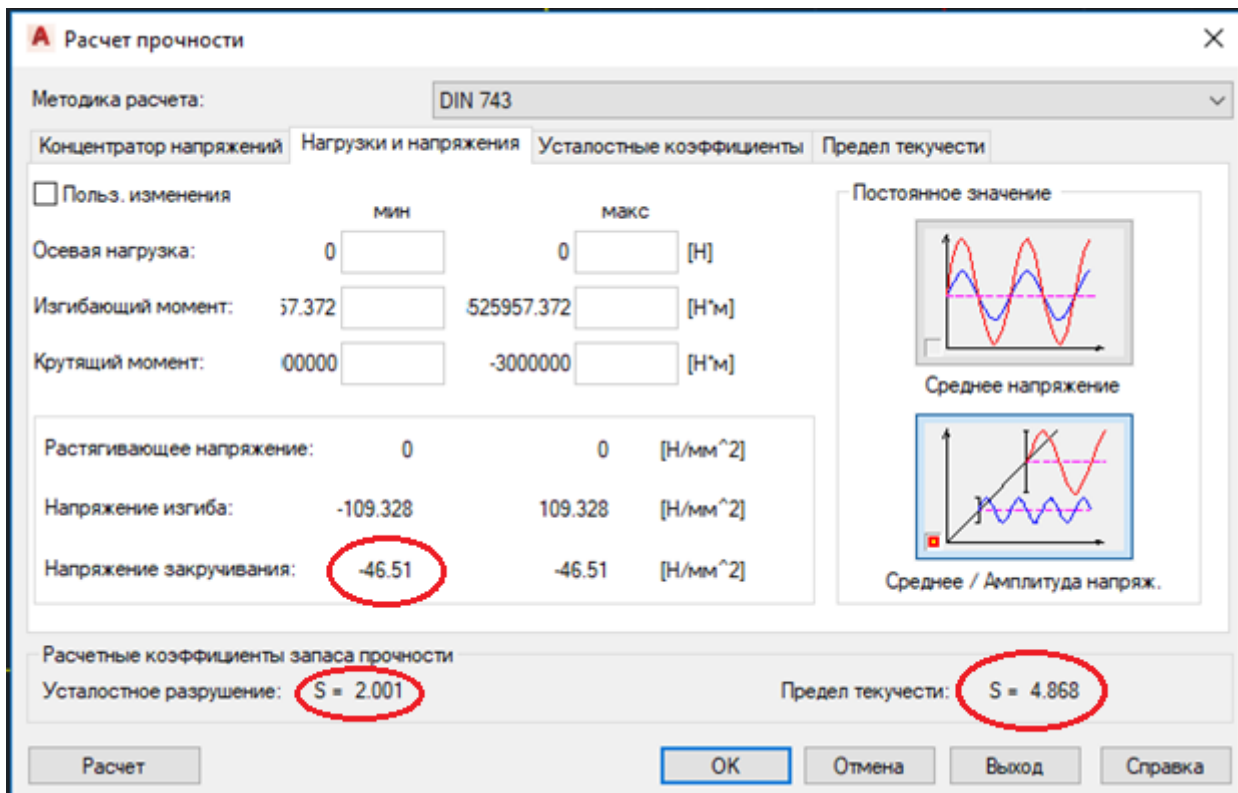 A Расчет прочности
Методика расчета: DIN 743
Концентратор напряжений Нагрузки и напряжения Усталостные коэффициенты Предел текучести
Польз. изменения
мин макс
Осевая нагрузка: 0 0 [Н]
Изгибающий момент: 57.372 525957.372 [Н*м]
Крутящий момент: 00000 -3000000 [Н*м]
Растягивающее напряжение: 0 0 [Н/мм^2]
Напряжение изгиба: -109.328 109.328 [Н/мм^2]
Напряжение закручивания: -46.51 -46.51 [Н/мм^2]
Постоянное значение
Среднее напряжение
Среднее / Амплитуда напряж.
Расчетные коэффициенты запаса прочности
Усталостное разрушение: S = 2.001 Предел текучести: S = 4.868
Расчет OK Отмена Выход Справка